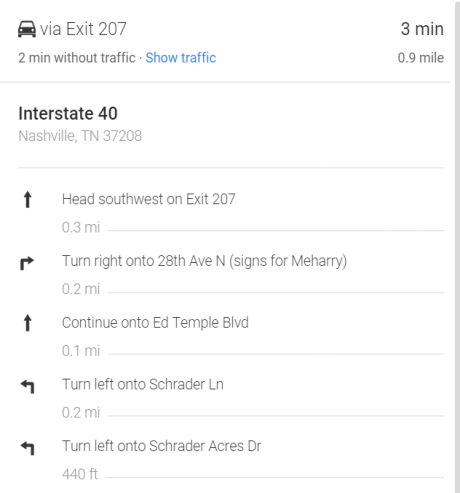 via Exit 207 3 min
2 min without traffic · Show traffic 0.9 mile
Interstate 40
Nashville, TN 37208
Head southwest on Exit 207
0.3 mi
Turn right onto 28th Ave N (signs for Meharry)
0.2 mi
Continue onto Ed Temple Blvd
0.1 mi
Turn left onto Schrader Ln
0.2 mi
Turn left onto Schrader Acres Dr
440 ft